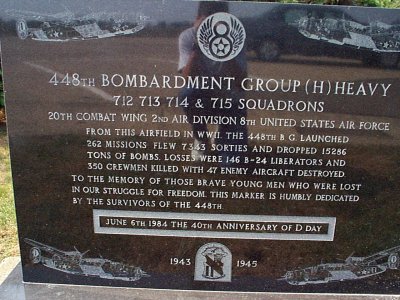 448TH BOMBARDMENT GROUP (H) HEAVY
712 713 714 & 715 SQUADRONS
20TH COMBAT WING 2ND AIR DIVISION 8TH UNITED STATES AIR FORCE
FROM THIS AIRFIELD IN WWII. THE 448TH B.G. LAUNCHED
262 MISSIONS FLEW 7343 SORTIES AND DROPPED 15286
TONS OF BOMBS. LOSSES WERE 146 B-24 LIBERATORS AND
350 CREWMEN KILLED WITH 47 ENEMY AIRCRAFT DESTROYED.
TO THE MEMORY OF THOSE BRAVE YOUNG MEN WHO WERE LOST
IN OUR STRUGGLE FOR FREEDOM. THIS MARKER IS HUMBLY DEDICATED
BY THE SURVIVORS OF THE 448TH.
JUNE 6TH 1984 THE 40TH ANNIVERSARY OF D DAY
1943 1945